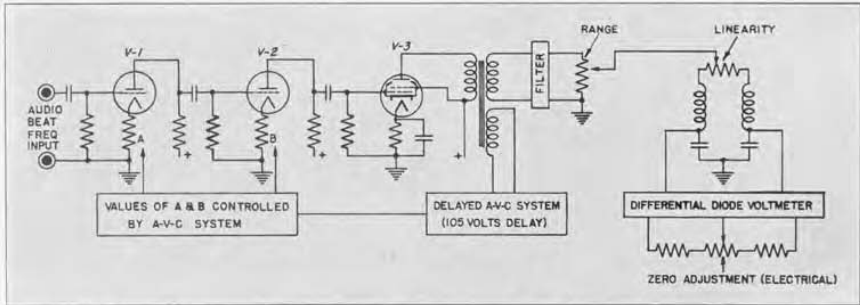 V-1
V-2
V-3
RANGE
LINEARITY
FILTER
AUDIO
BEAT
FREQ
INPUT
A
B
+
+
+
VALUES OF A & B CONTROLLED
BY A-V-C SYSTEM
DELAYED A-V-C SYSTEM
(105 VOLTS DELAY)
DIFFERENTIAL DIODE VOLTMETER
ZERO ADJUSTMENT (ELECTRICAL)